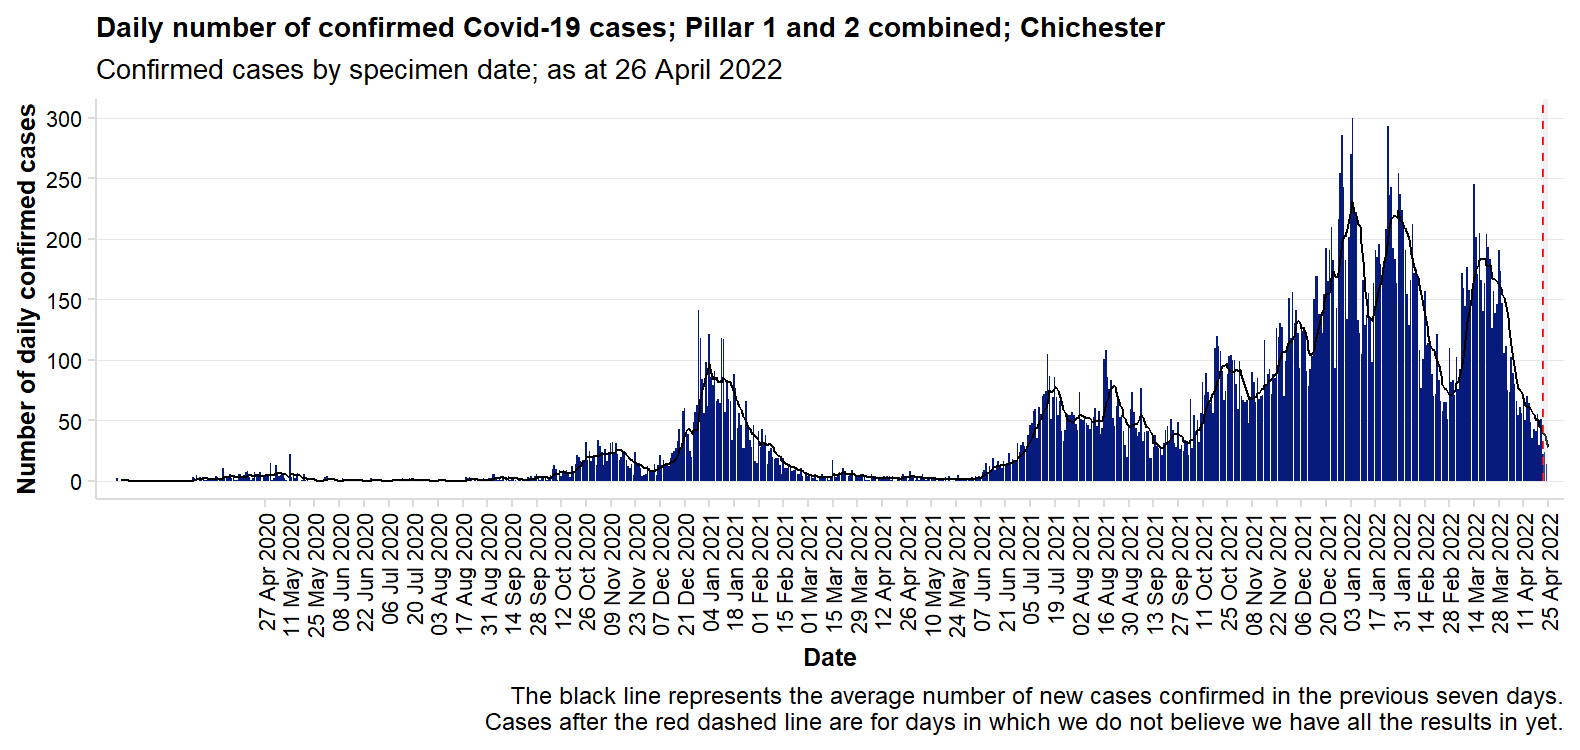 Daily number of confirmed Covid-19 cases; Pillar 1 and 2 combined; Chichester
Confirmed cases by specimen date; as at 26 April 2022
Number of daily confirmed cases
300
250
200
150
100
50
0
27 Apr 2020
11 May 2020
25 May 2020
08 Jun 2020
22 Jun 2020
06 Jul 2020
20 Jul 2020
03 Aug 2020
17 Aug 2020
31 Aug 2020
14 Sep 2020
28 Sep 2020
12 Oct 2020
26 Oct 2020
09 Nov 2020
23 Nov 2020
07 Dec 2020
21 Dec 2020
04 Jan 2021
18 Jan 2021
01 Feb 2021
15 Feb 2021
01 Mar 2021
15 Mar 2021
29 Mar 2021
12 Apr 2021
26 Apr 2021
10 May 2021
24 May 2021
07 Jun 2021
21 Jun 2021
05 Jul 2021
19 Jul 2021
02 Aug 2021
16 Aug 2021
30 Aug 2021
13 Sep 2021
27 Sep 2021
11 Oct 2021
25 Oct 2021
08 Nov 2021
22 Nov 2021
06 Dec 2021
20 Dec 2021
03 Jan 2022
17 Jan 2022
31 Jan 2022
14 Feb 2022
28 Feb 2022
14 Mar 2022
28 Mar 2022
11 Apr 2022
25 Apr 2022
Date
The black line represents the average number of new cases confirmed in the previous seven days.
Cases after the red dashed line are for days in which we do not believe we have all the results in yet.